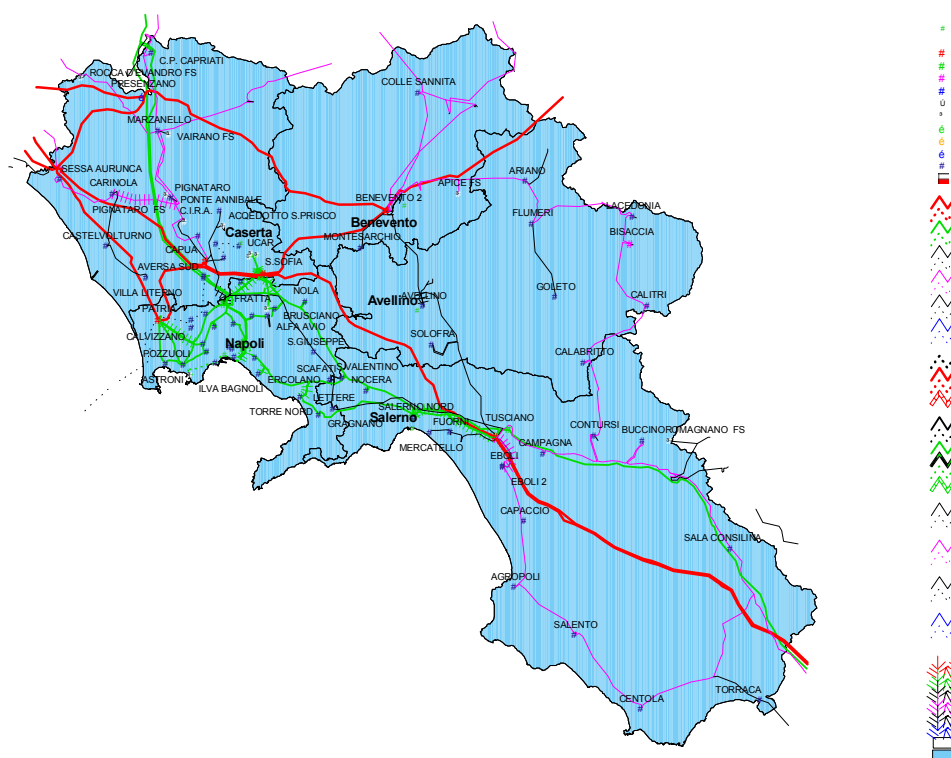 C.P. CAPRIATI
ROCCA D'EVANDRO FS
PRESENZANO
COLLE SANNITA
MARZANELLO
VAIRANO FS
SESSA AURUNCA
CARINOLA
PIGNATARO
PONTE ANNIBALE
PIGNATARO FS
C.I.R.A.
ACQEDOTTO S.PRISCO
APICE FS
ARIANO
BENEVENTO 2
FLUMERI
LACEDONIA
BISACCIA
Benevento
Caserta
CASTELVOLTURNO
CAPUA
UCAR
MONTESARCHIO
AVERSA SUD
S.SOFIA
VILLA LITERNO
FRATTA
NOLA
Avellino
AVELLINO
GOLETO
CALITRI
PATRIA
BRUSCIANO
ALFA AVIO
CALVIZZANO
Napoli
S.GIUSEPPE
SOLOFRA
POZZUOLI
CALABRITTO
SCAFATI
S.VALENTINO
ASTRONI
ERCOLANO
NOCERA
ILVA BAGNOLI
LETTERE
TORRE NORD
SALERNO NORD
GRAGNANO
Salerno
FUORNI
TUSCIANO
MERCATELLO
CAMPAGNA
CONTURSI
BUCCINO
ROMAGNANO FS
EBOLI
EBOLI 2
CAPACCIO
SALA CONSILINA
AGROPOLI
SALENTO
CENTOLA
TORRACA